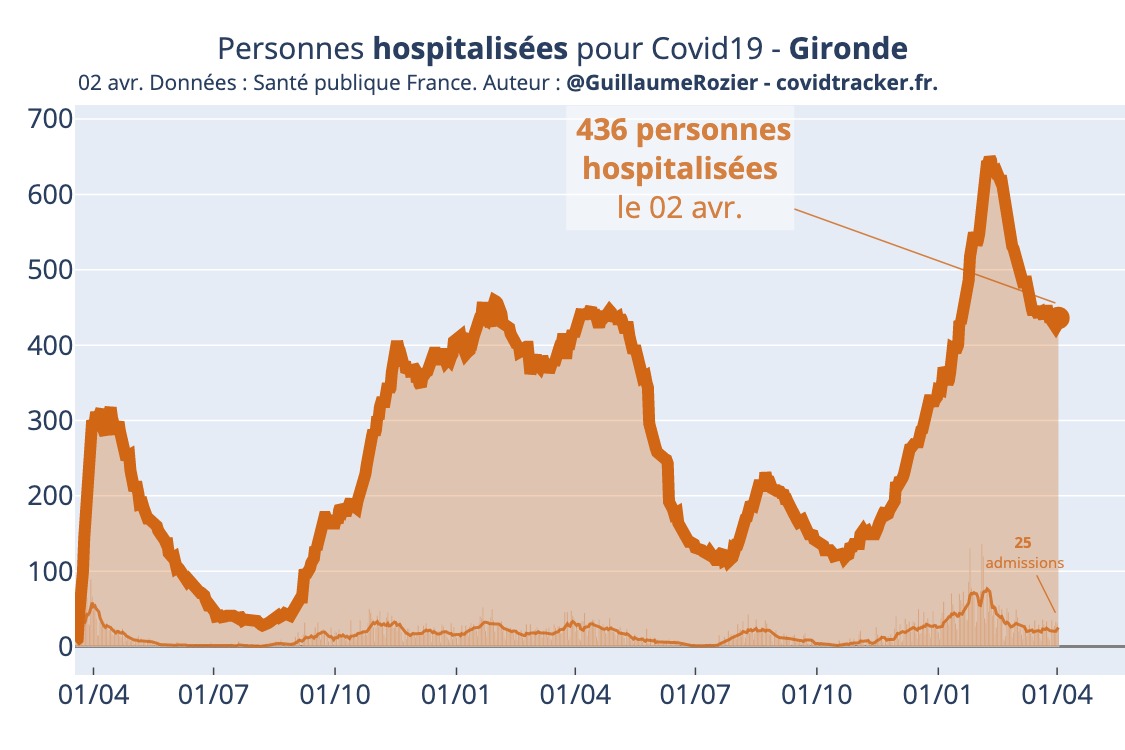 Personnes hospitalisées pour Covid19 - Gironde
02 avr. Données : Santé publique France. Auteur : @GuillaumeRozier - covidtracker.fr.
700
436 personnes
hospitalisées
le 02 avr.
600
500
400
300
200
100
0
25
admissions
01/04 01/07 01/10 01/01 01/04 01/07 01/10 01/01 01/04